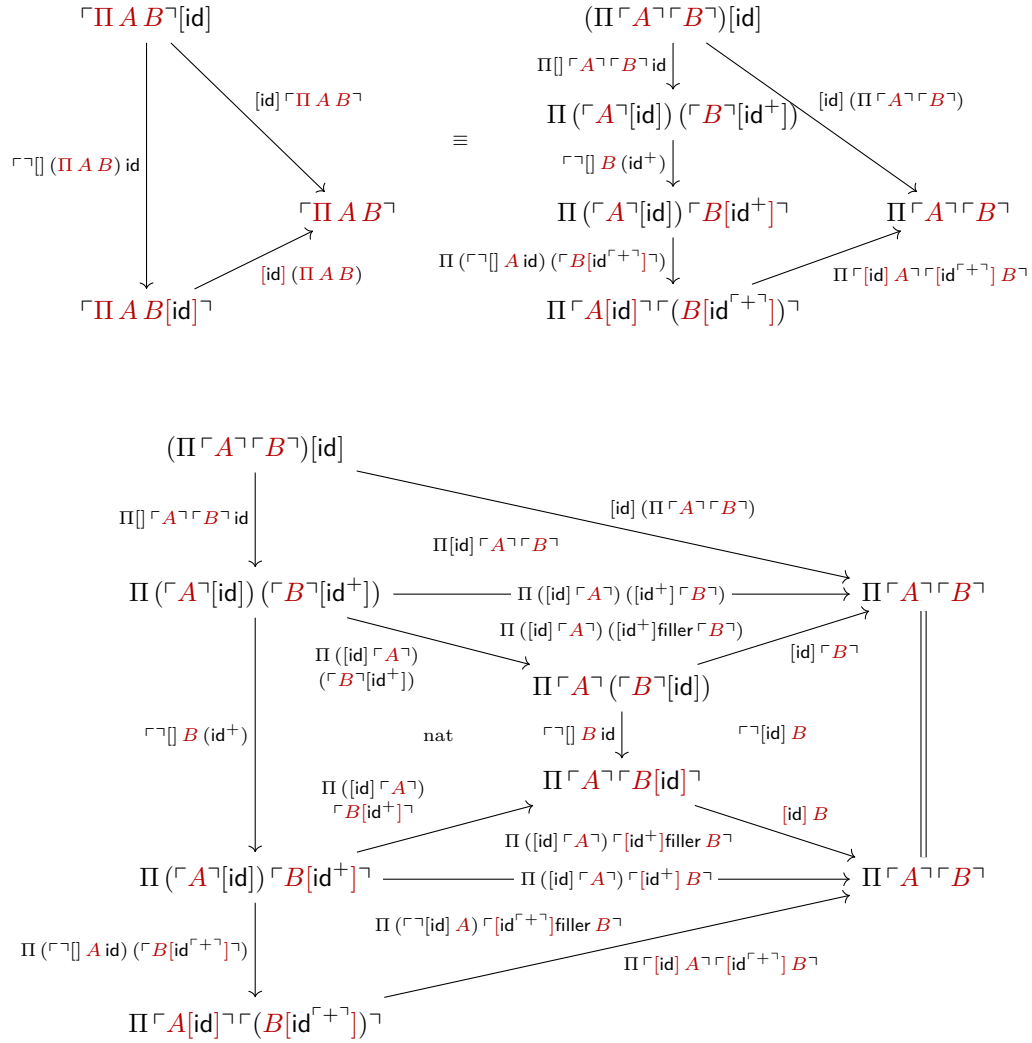 ⌜Π A B⌝[id]
(Π ⌜A⌝ ⌜B⌝)[id]
Π[] ⌜A⌝ ⌜B⌝ id
[id] ⌜Π A B⌝
[id] (Π ⌜A⌝ ⌜B⌝)
Π (⌜A⌝[id]) (⌜B⌝[id⁺])
≡
⌜⌝[] (Π A B) id
⌜⌝[] B (id⁺)
⌜Π A B⌝
Π (⌜A⌝[id]) ⌜B[id⁺]⌝
Π ⌜A⌝ ⌜B⌝
Π (⌜⌝[] A id) (⌜B[id⌜⁺⌝]⌝)
[id] (Π A B)
Π ⌜[id] A⌝ ⌜[id⌜⁺⌝] B⌝
⌜Π A B[id]⌝
Π ⌜A[id]⌝ ⌜(B[id⌜⁺⌝])⌝
(Π ⌜A⌝ ⌜B⌝)[id]
[id] (Π ⌜A⌝ ⌜B⌝)
Π[] ⌜A⌝ ⌜B⌝ id
Π[id] ⌜A⌝ ⌜B⌝
Π (⌜A⌝[id]) (⌜B⌝[id⁺])
Π ([id] ⌜A⌝) ([id⁺] ⌜B⌝)
Π ⌜A⌝ ⌜B⌝
Π ([id] ⌜A⌝) ([id⁺]filler ⌜B⌝)
Π ([id] ⌜A⌝)
(⌜B⌝[id⁺])
[id] ⌜B⌝
Π ⌜A⌝ (⌜B⌝[id])
⌜⌝[] B (id⁺)
nat
⌜⌝[] B id
⌜⌝[id] B
Π ⌜A⌝ ⌜B[id]⌝
Π ([id] ⌜A⌝)
⌜B[id⁺]⌝
[id] B
Π ([id] ⌜A⌝) ⌜[id⁺]filler B⌝
Π (⌜A⌝[id]) ⌜B[id⁺]⌝
Π ([id] ⌜A⌝) ⌜[id⁺] B⌝
Π ⌜A⌝ ⌜B⌝
Π (⌜⌝[id] A) ⌜[id⌜⁺⌝]filler B⌝
Π (⌜⌝[] A id) (⌜B[id⌜⁺⌝]⌝)
Π ⌜[id] A⌝ ⌜[id⌜⁺⌝] B⌝
Π ⌜A[id]⌝ ⌜(B[id⌜⁺⌝])⌝